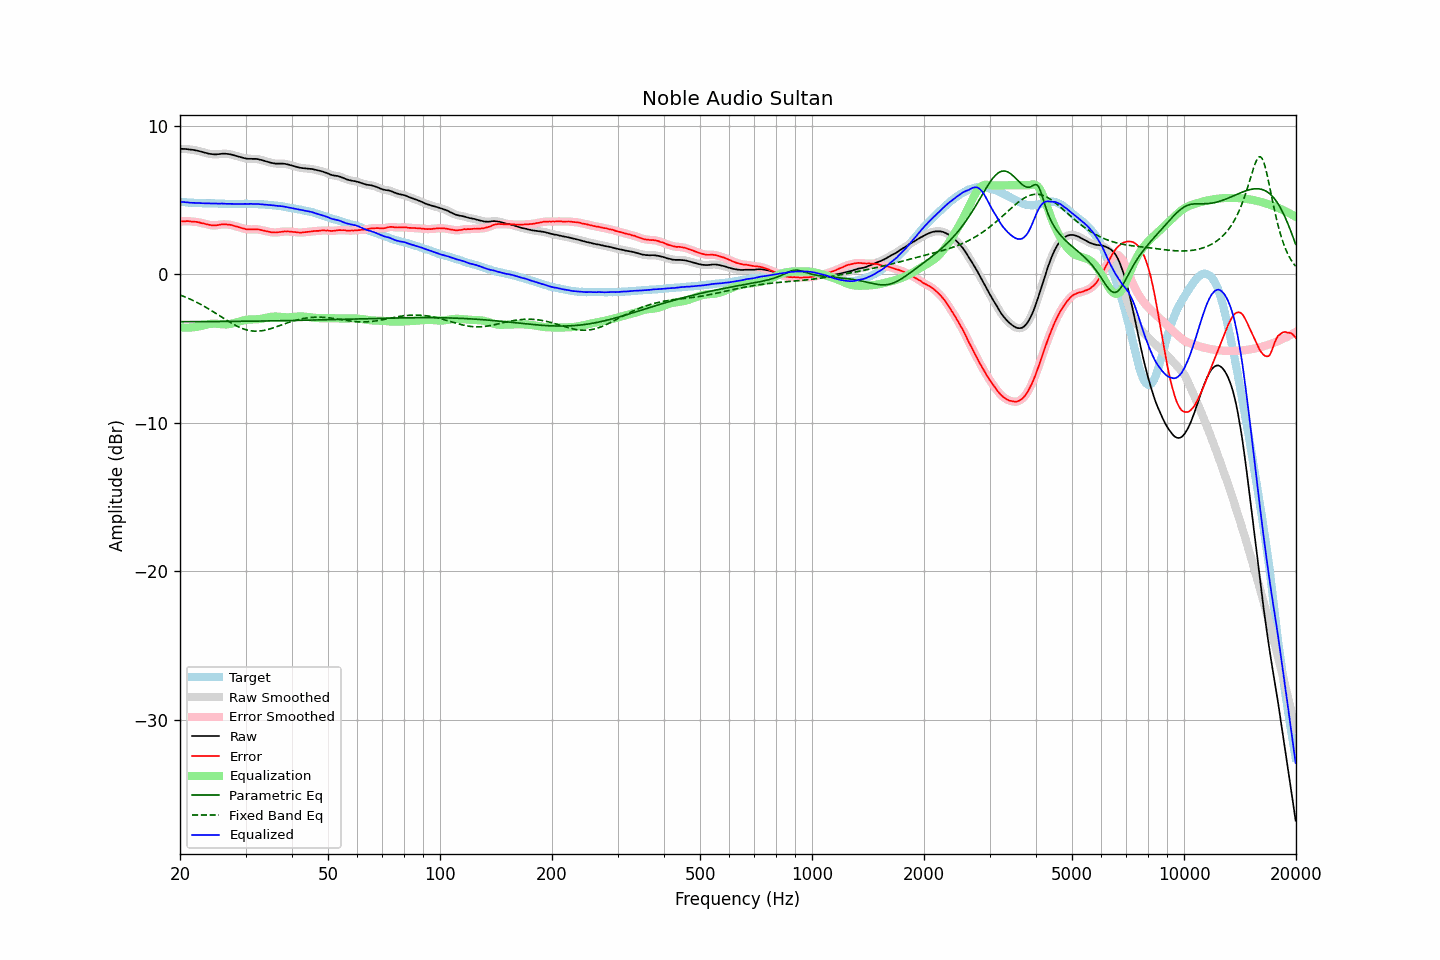 Noble Audio Sultan
Amplitude (dBr)
10
0
−10
−20
−30
Target
Raw Smoothed
Error Smoothed
Raw
Error
Equalization
Parametric Eq
Fixed Band Eq
Equalized
20 50 100 200 500 1000 2000 5000 10000 20000
Frequency (Hz)